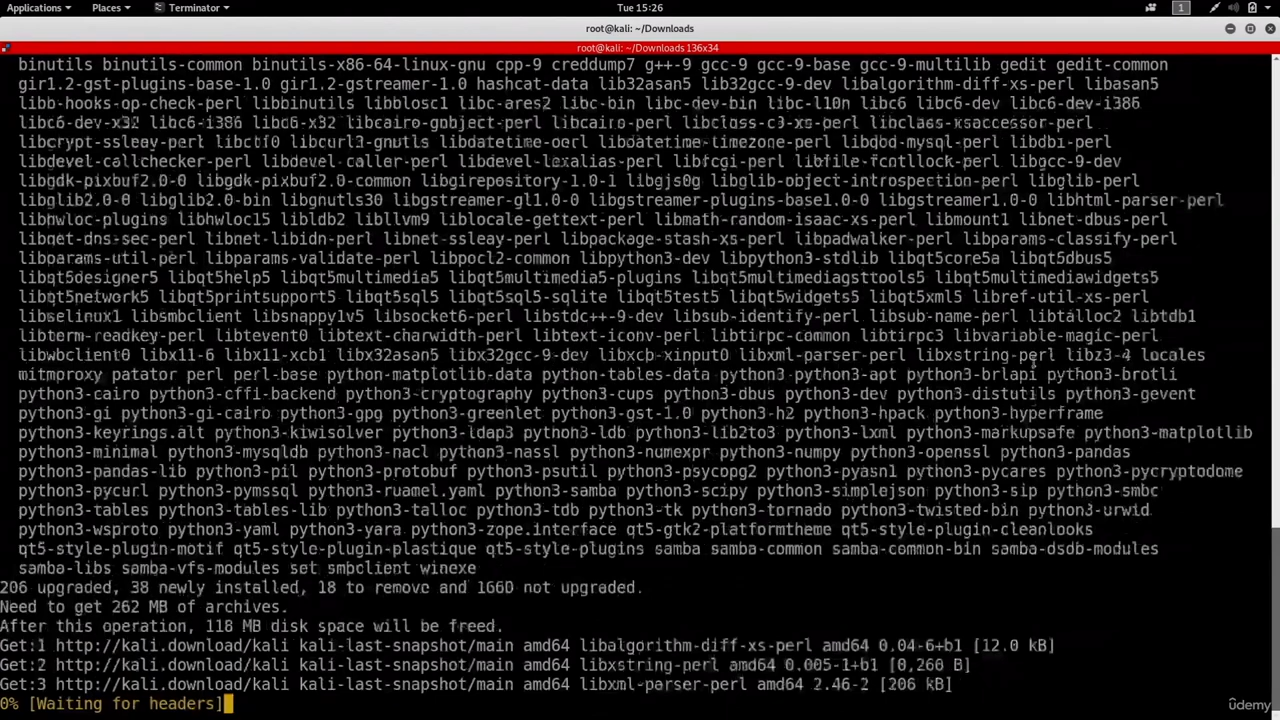 Applications Places Terminator Tue 15:26 1
root@kali: ~/Downloads
root@kali: ~/Downloads 136x34
binutils binutils-common binutils-x86-64-linux-gnu cpp-9 creddump7 g++-9 gcc-9 gcc-9-base gcc-9-multilib gedit gedit-common
gir1.2-gst-plugins-base-1.0 gir1.2-gstreamer-1.0 hashcat-data lib32asan5 lib32gcc-9-dev libalgorithm-diff-xs-perl libasan5
libb-hooks-op-check-perl libbinutils libblosc1 libc-ares2 libc-bin libc-dev-bin libc-l10n libc6 libc6-dev libc6-dev-i386
libc6-dev-x32 libc6-i386 libc6-x32 libcairo-gobject-perl libcairo-perl libclass-c3-xs-perl libclass-xsaccessor-perl
libcrypt-ssleay-perl libctf0 libcurl3-gnutls libdatetime-perl libdatetime-timezone-perl libdbd-mysql-perl libdbi-perl
libdevel-callchecker-perl libdevel-caller-perl libdevel-lexalias-perl libfcgi-perl libfile-fcntllock-perl libgcc-9-dev
libgdk-pixbuf2.0-0 libgdk-pixbuf2.0-common libgirepository-1.0-1 libgjs0g libglib-object-introspection-perl libglib-perl
libglib2.0-0 libglib2.0-bin libgnutls30 libgstreamer-gl1.0-0 libgstreamer-plugins-base1.0-0 libgstreamer1.0-0 libhtml-parser-perl
libhwloc-plugins libhwloc15 libldb2 libllvm9 liblocale-gettext-perl libmath-random-isaac-xs-perl libmount1 libnet-dbus-perl
libnet-dns-sec-perl libnet-libidn-perl libnet-ssleay-perl libpackage-stash-xs-perl libpadwalker-perl libparams-classify-perl
libparams-util-perl libparams-validate-perl libpocl2-common libpython3-dev libpython3-stdlib libqt5core5a libqt5dbus5
libqt5designer5 libqt5help5 libqt5multimedia5 libqt5multimedia5-plugins libqt5multimediagsttools5 libqt5multimediawidgets5
libqt5network5 libqt5printsupport5 libqt5sql5 libqt5sql5-sqlite libqt5test5 libqt5widgets5 libqt5xml5 libref-util-xs-perl
libselinux1 libsmbclient libsnappy1v5 libsocket6-perl libstdc++-9-dev libsub-identify-perl libsub-name-perl libtalloc2 libtdb1
libterm-readkey-perl libtevent0 libtext-charwidth-perl libtext-iconv-perl libtirpc-common libtirpc3 libvariable-magic-perl
libwbclient0 libx11-6 libx11-xcb1 libx32asan5 libx32gcc-9-dev libxcb-xinput0 libxml-parser-perl libxstring-perl libz3-4 locales
mitmproxy patator perl perl-base python-matplotlib-data python-tables-data python3 python3-apt python3-brlapi python3-brotli
python3-cairo python3-cffi-backend python3-cryptography python3-cups python3-dbus python3-dev python3-distutils python3-gevent
python3-gi python3-gi-cairo python3-gpg python3-greenlet python3-gst-1.0 python3-h2 python3-hpack python3-hyperframe
python3-keyrings.alt python3-kiwisolver python3-ldap3 python3-ldb python3-lib2to3 python3-lxml python3-markupsafe python3-matplotlib
python3-minimal python3-mysqldb python3-nacl python3-nassl python3-numexpr python3-numpy python3-openssl python3-pandas
python3-pandas-lib python3-pil python3-protobuf python3-psutil python3-psycopg2 python3-pyasn1 python3-pycares python3-pycryptodome
python3-pycurl python3-pymssql python3-ruamel.yaml python3-samba python3-scipy python3-simplejson python3-sip python3-smbc
python3-tables python3-tables-lib python3-talloc python3-tdb python3-tk python3-tornado python3-twisted-bin python3-urwid
python3-wsproto python3-yaml python3-yara python3-zope.interface qt5-gtk2-platformtheme qt5-style-plugin-cleanlooks
qt5-style-plugin-motif qt5-style-plugin-plastique qt5-style-plugins samba samba-common samba-common-bin samba-dsdb-modules
samba-libs samba-vfs-modules set smbclient winexe
206 upgraded, 38 newly installed, 18 to remove and 1660 not upgraded.
Need to get 262 MB of archives.
After this operation, 118 MB disk space will be freed.
Get:1 http://kali.download/kali kali-last-snapshot/main amd64 libalgorithm-diff-xs-perl amd64 0.04-6+b1 [12.0 kB]
Get:2 http://kali.download/kali kali-last-snapshot/main amd64 libxstring-perl amd64 0.005-1+b1 [8,260 B]
Get:3 http://kali.download/kali kali-last-snapshot/main amd64 libxml-parser-perl amd64 2.46-2 [206 kB]
0% [Waiting for headers]
ûdemy